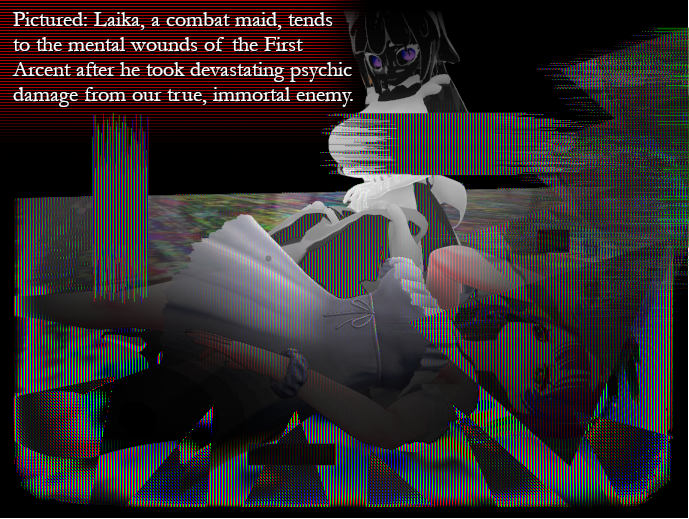 Pictured: Laika, a combat maid, tends
to the mental wounds of the First
Arcent after he took devastating psychic
damage from our true, immortal enemy.